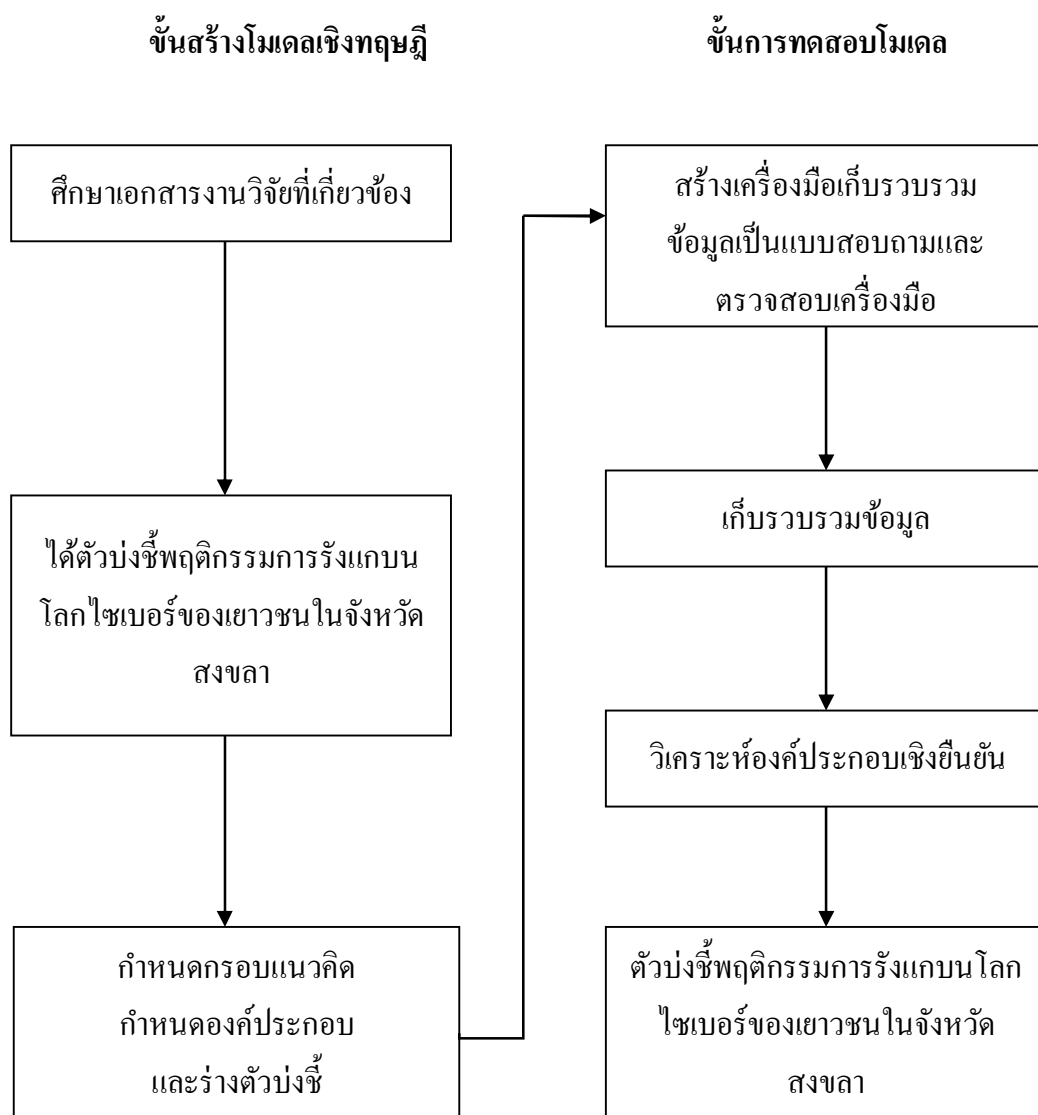 ขั้นสร้างโมเดลเชิงทฤษฎี
ศึกษาเอกสารงานวิจัยที่เกี่ยวข้อง
ได้ตัวบ่งชี้พฤติกรรมการรังแกบน
โลกไซเบอร์ของเยาวชนในจังหวัด
สงขลา
กำหนดกรอบแนวคิด
กำหนดองค์ประกอบ
และร่างตัวบ่งชี้
ขั้นการทดสอบโมเดล
สร้างเครื่องมือเก็บรวบรวม
ข้อมูลเป็นแบบสอบถามและ
ตรวจสอบเครื่องมือ
เก็บรวบรวมข้อมูล
วิเคราะห์องค์ประกอบเชิงยืนยัน
ตัวบ่งชี้พฤติกรรมการรังแกบนโลก
ไซเบอร์ของเยาวชนในจังหวัด
สงขลา